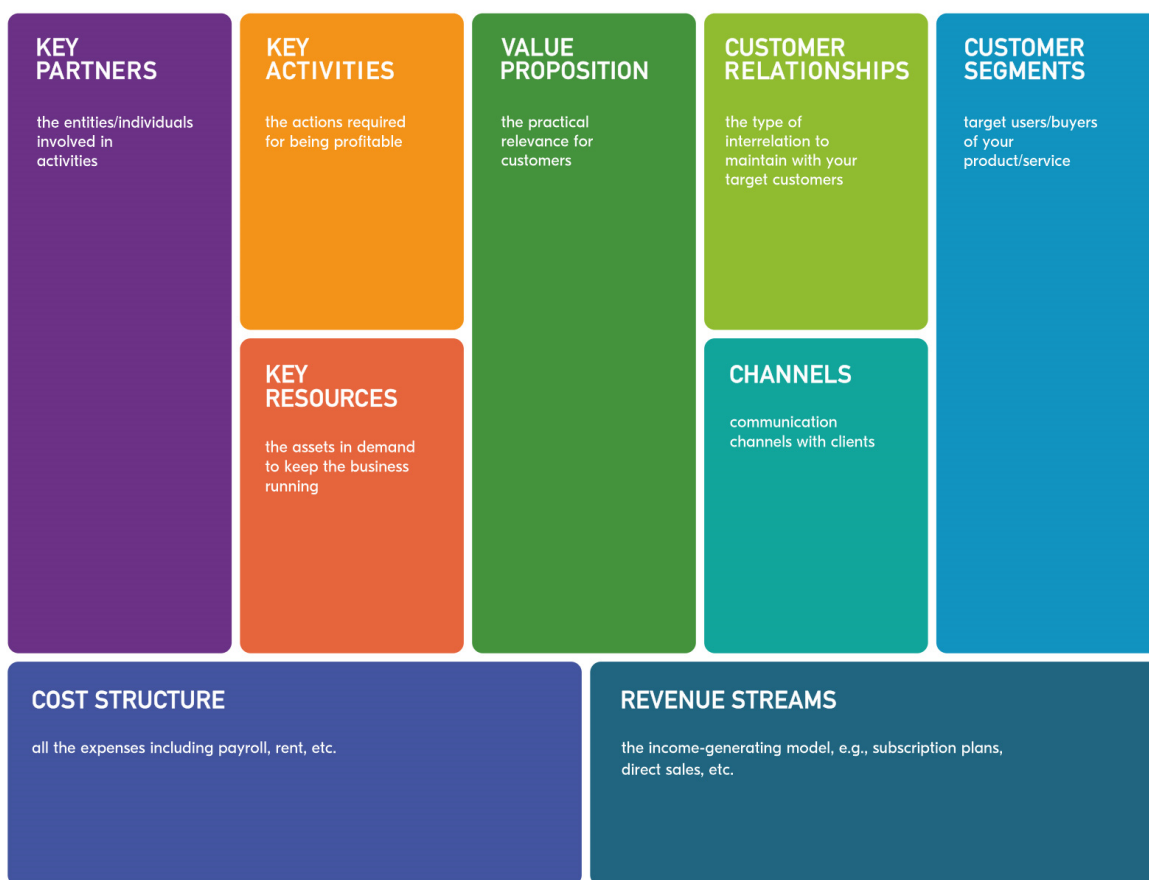 KEY
PARTNERS
the entities/individuals
involved in
activities
KEY
ACTIVITIES
the actions required
for being profitable
KEY
RESOURCES
the assets in demand
to keep the business
running
VALUE
PROPOSITION
the practical
relevance for
customers
CUSTOMER
RELATIONSHIPS
the type of
interrelation to
maintain with your
target customers
CHANNELS
communication
channels with clients
CUSTOMER
SEGMENTS
target users/buyers
of your
product/service
COST STRUCTURE
all the expenses including payroll, rent, etc.
REVENUE STREAMS
the income-generating model, e.g., subscription plans,
direct sales, etc.